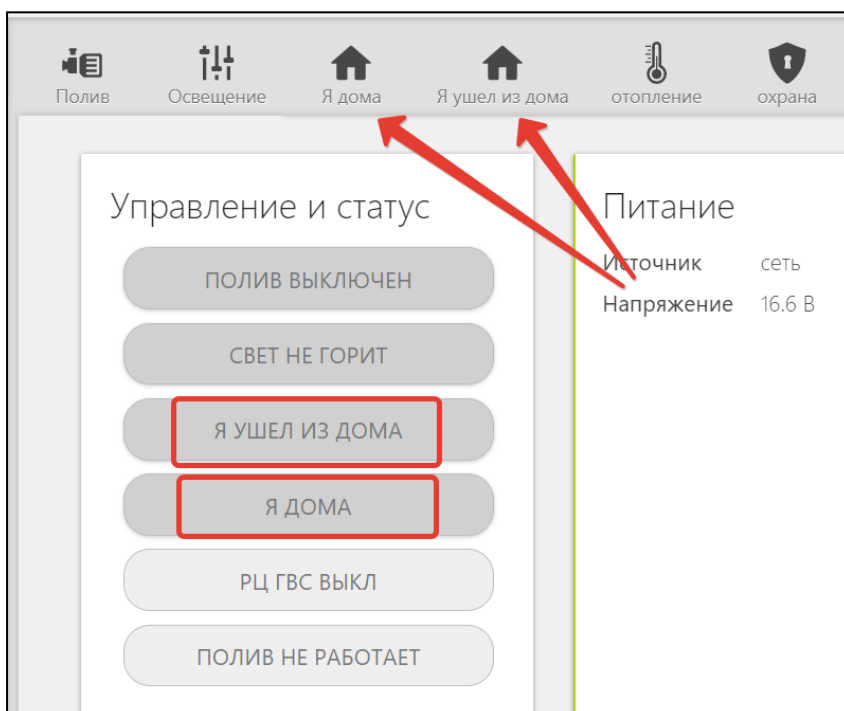 Полив Освещение Я дома Я ушел из дома отопление охрана
Управление и статус
ПОЛИВ ВЫКЛЮЧЕН
СВЕТ НЕ ГОРИТ
Я УШЕЛ ИЗ ДОМА
Я ДОМА
РЦ ГВС ВЫКЛ
ПОЛИВ НЕ РАБОТАЕТ
Питание
Источник сеть
Напряжение 16.6 В